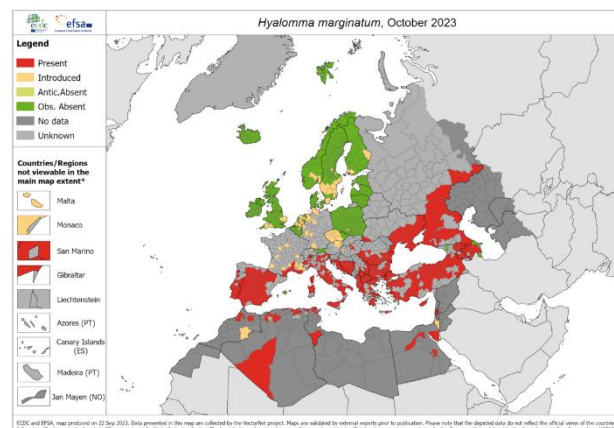 ecdc
efsa
Hyalomma marginatum, October 2023
Legend
Present
Introduced
Antic.Absent
Obs. Absent
No data
Unknown
Countries/Regions
not viewable in the
main map extent*
Malta
Monaco
San Marino
Gibraltar
Liechtenstein
Azores (PT)
Canary Islands
(ES)
Madeira (PT)
Jan Mayen (NO)
ECDC and EFSA, map produced on 22 Sep 2023. Data presented in this map are collected by the VectorNet project. Maps are validated by external experts prior to publication. Please note that the depicted data do not reflect the official views of the countries